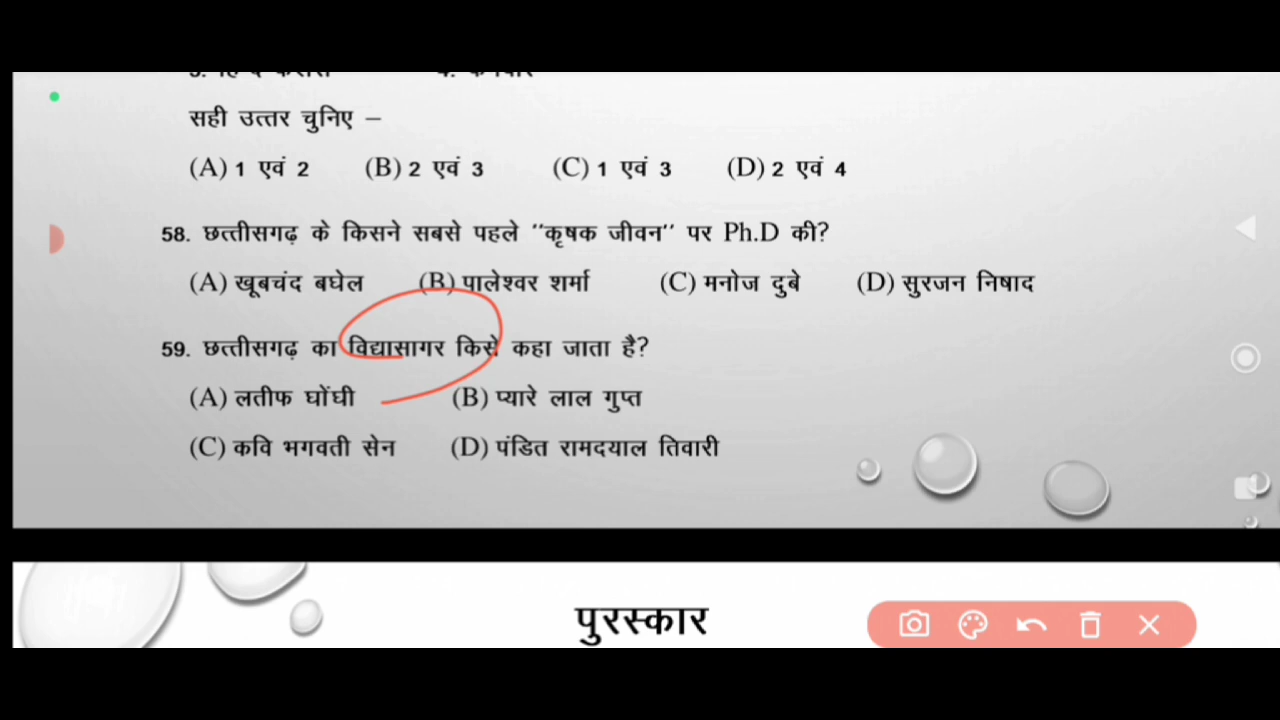 सही उत्तर चुनिए –
(A) 1 एवं 2 (B) 2 एवं 3 (C) 1 एवं 3 (D) 2 एवं 4
58. छत्तीसगढ़ के किसने सबसे पहले "कृषक जीवन" पर Ph.D की?
(A) खूबचंद बघेल (B) पालेश्वर शर्मा (C) मनोज दुबे (D) सुरजन निषाद
59. छत्तीसगढ़ का विद्यासागर किसे कहा जाता है?
(A) लतीफ घोंघी (B) प्यारे लाल गुप्त
(C) कवि भगवती सेन (D) पंडित रामदयाल तिवारी
पुरस्कार